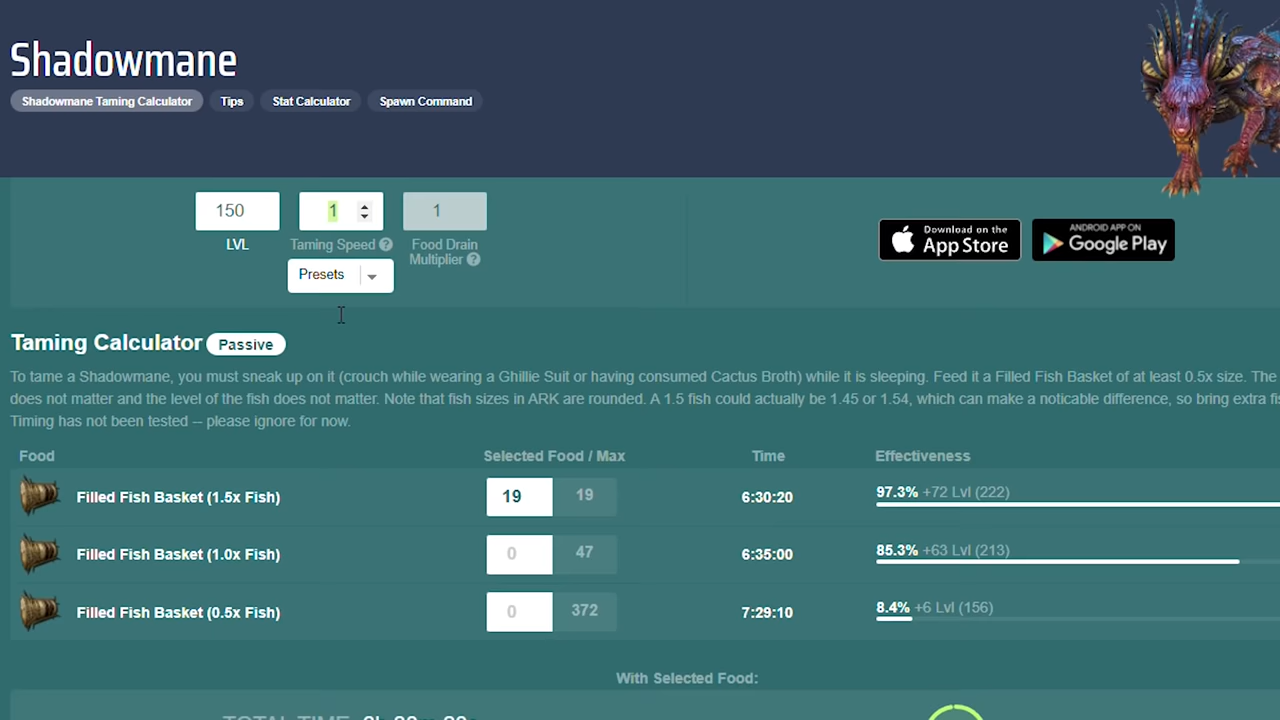 Shadowmane
Shadowmane Taming Calculator Tips Stat Calculator Spawn Command
150 1 1
LVL Taming Speed ? Food Drain Multiplier ?
Presets
Download on the App Store
ANDROID APP ON Google Play
Taming Calculator Passive
To tame a Shadowmane, you must sneak up on it (crouch while wearing a Ghillie Suit or having consumed Cactus Broth) while it is sleeping. Feed it a Filled Fish Basket of at least 0.5x size. The
does not matter and the level of the fish does not matter. Note that fish sizes in ARK are rounded. A 1.5 fish could actually be 1.45 or 1.54, which can make a noticable difference, so bring extra fi
Timing has not been tested -- please ignore for now.
Food Selected Food / Max Time Effectiveness
Filled Fish Basket (1.5x Fish) 19 19 6:30:20 97.3% +72 Lvl (222)
Filled Fish Basket (1.0x Fish) 0 47 6:35:00 85.3% +63 Lvl (213)
Filled Fish Basket (0.5x Fish) 0 372 7:29:10 8.4% +6 Lvl (156)
With Selected Food:
TOTAL TIME